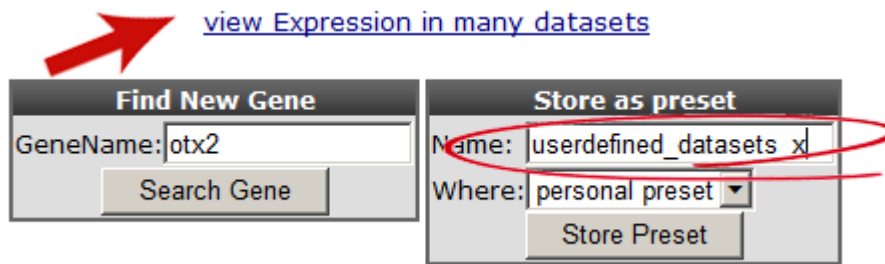 view Expression in many datasets
Find New Gene
GeneName: otx2
Search Gene
Store as preset
Name: userdefined_datasets_x
Where: personal preset
Store Preset